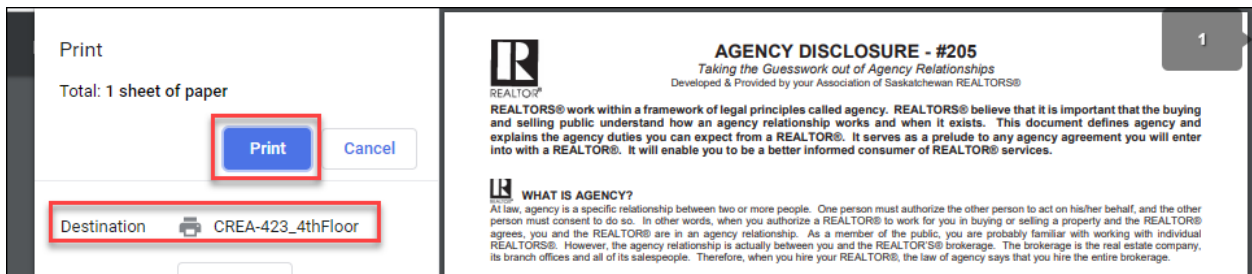 Print
Total: 1 sheet of paper
Print
Cancel
Destination
CREA-423_4thFloor
1
R
REALTOR®
AGENCY DISCLOSURE - #205
Taking the Guesswork out of Agency Relationships
Developed & Provided by your Association of Saskatchewan REALTORS®
REALTORS® work within a framework of legal principles called agency. REALTORS® believe that it is important that the buying
and selling public understand how an agency relationship works and when it exists. This document defines agency and
explains the agency duties you can expect from a REALTOR®. It serves as a prelude to any agency agreement you will enter
into with a REALTOR®. It will enable you to be a better informed consumer of REALTOR® services.
R
REALTOR®
WHAT IS AGENCY?
At law, agency is a specific relationship between two or more people. One person must authorize the other person to act on his/her behalf, and the other
person must consent to do so. In other words, when you authorize a REALTOR® to work for you in buying or selling a property and the REALTOR®
agrees, you and the REALTOR® are in an agency relationship. As a member of the public, you are probably familiar with working with individual
REALTORS®. However, the agency relationship is actually between you and the REALTOR'S® brokerage. The brokerage is the real estate company,
its branch offices and all of its salespeople. Therefore, when you hire your REALTOR®, the law of agency says that you hire the entire brokerage.